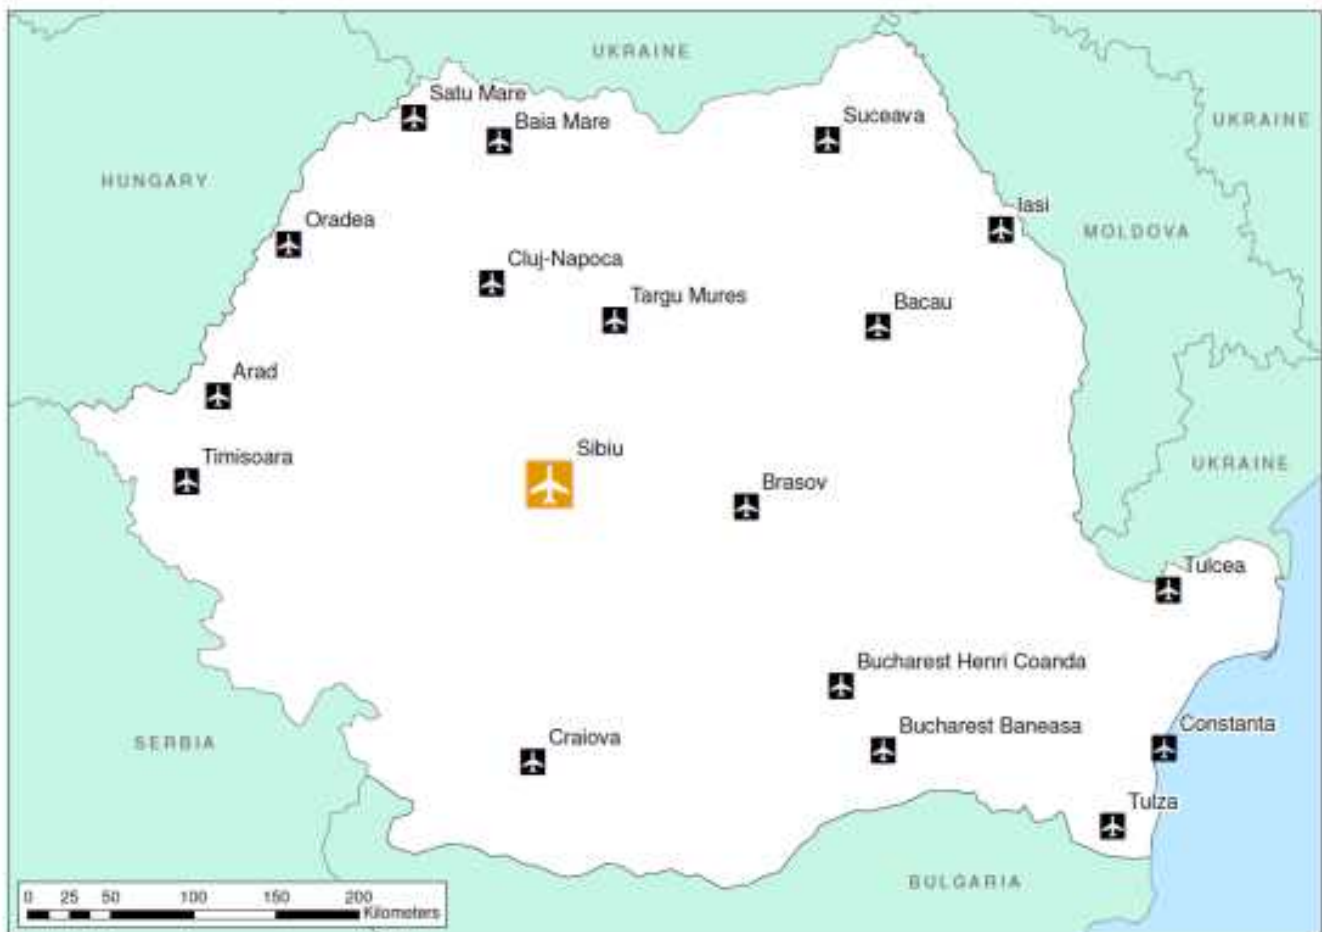 UKRAINE
Satu Mare
Baia Mare
Suceava
UKRAINE
HUNGARY
Oradea
Iasi
MOLDOVA
Cluj-Napoca
Targu Mures
Bacau
Arad
Timisoara
Sibiu
Brasov
UKRAINE
Tulcea
Bucharest Henri Coanda
Bucharest Baneasa
Constanta
SERBIA
Craiova
Tulza
BULGARIA
0 25 50 100 150 200
Kilometers